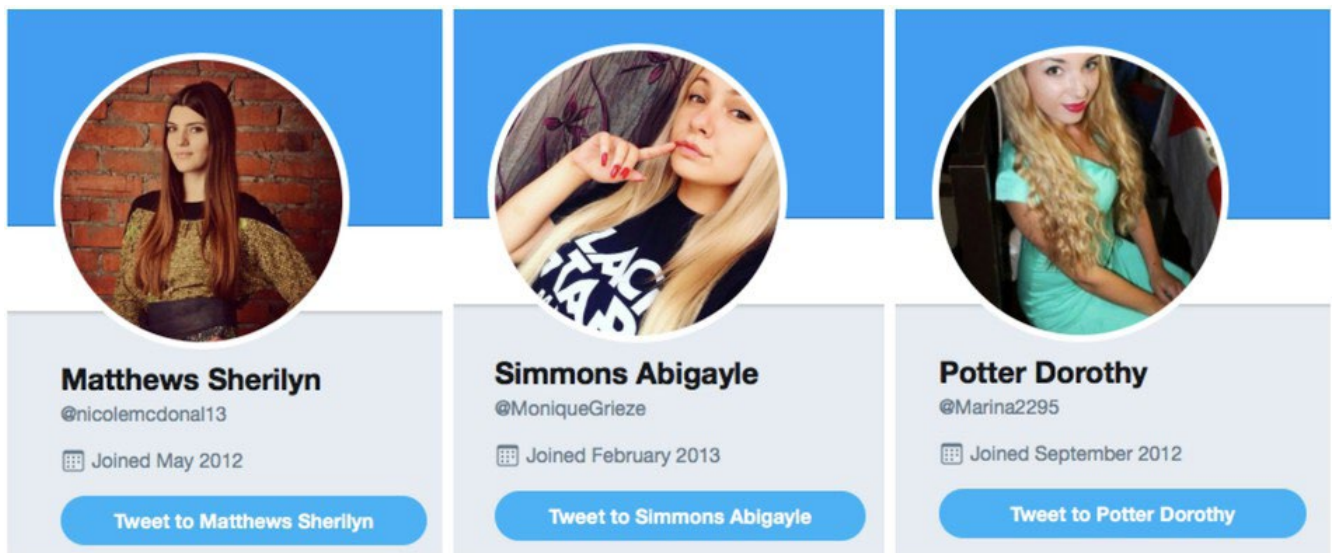 Matthews Sherilyn
@nicolemcdonal13
Joined May 2012
Tweet to Matthews Sherilyn
Simmons Abigayle
@MoniqueGrieze
Joined February 2013
Tweet to Simmons Abigayle
Potter Dorothy
@Marina2295
Joined September 2012
Tweet to Potter Dorothy